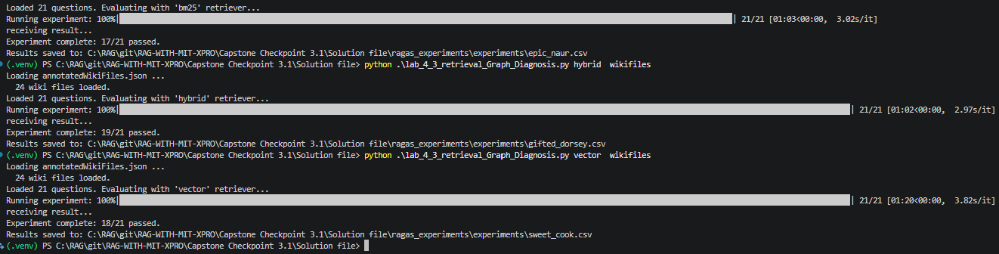 Loaded 21 questions. Evaluating with 'bm25' retriever...
Running experiment: 100%| | 21/21 [01:03<00:00,  3.02s/it]
receiving result...
Experiment complete: 17/21 passed.
Results saved to: C:\RAG\git\RAG-WITH-MIT-XPRO\Capstone Checkpoint 3.1\Solution file\ragas_experiments\experiments\epic_naur.csv
(.venv) PS C:\RAG\git\RAG-WITH-MIT-XPRO\Capstone Checkpoint 3.1\Solution file> python .\lab_4_3_retrieval_Graph_Diagnosis.py hybrid  wikifiles
Loading annotatedWikiFiles.json ...
  24 wiki files loaded.
Loaded 21 questions. Evaluating with 'hybrid' retriever...
Running experiment: 100%| | 21/21 [01:02<00:00,  2.97s/it]
receiving result...
Experiment complete: 19/21 passed.
Results saved to: C:\RAG\git\RAG-WITH-MIT-XPRO\Capstone Checkpoint 3.1\Solution file\ragas_experiments\experiments\gifted_dorsey.csv
(.venv) PS C:\RAG\git\RAG-WITH-MIT-XPRO\Capstone Checkpoint 3.1\Solution file> python .\lab_4_3_retrieval_Graph_Diagnosis.py vector  wikifiles
Loading annotatedWikiFiles.json ...
  24 wiki files loaded.
Loaded 21 questions. Evaluating with 'vector' retriever...
Running experiment: 100%| | 21/21 [01:20<00:00,  3.82s/it]
receiving result...
Experiment complete: 18/21 passed.
Results saved to: C:\RAG\git\RAG-WITH-MIT-XPRO\Capstone Checkpoint 3.1\Solution file\ragas_experiments\experiments\sweet_cook.csv
(.venv) PS C:\RAG\git\RAG-WITH-MIT-XPRO\Capstone Checkpoint 3.1\Solution file>